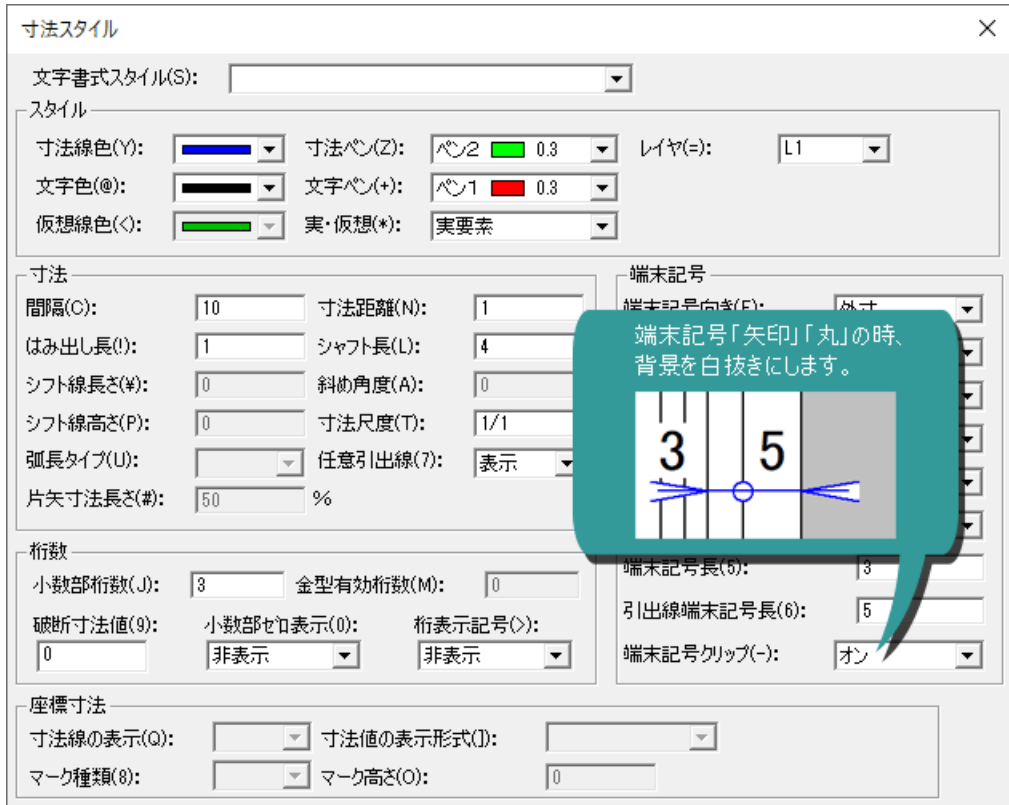 寸法スタイル
文字書式スタイル(S):
スタイル
寸法線色(Y): 寸法ペン(Z): ペン2 0.3 レイヤ(=): L1
文字色(@): 文字ペン(+): ペン1 0.3
仮想線色(<): 実・仮想(*): 実要素
寸法
間隔(C): 10 寸法距離(N): 1
はみ出し長(!): 1 シャフト長(L): 4
シフト線長さ(¥): 0 斜め角度(A): 0
シフト線高さ(P): 0 寸法尺度(T): 1/1
弧長タイプ(U): 任意引出線(7): 表示
片矢寸法長さ(#): 50 %
端末記号
端末記号向き(F): 外寸
端末記号「矢印」「丸」の時、
背景を白抜きにします。
3 5
端末記号長(5): 3
引出線端末記号長(6): 5
端末記号クリップ(-): オン
桁数
小数部桁数(J): 3 金型有効桁数(M): 0
破断寸法値(9): 小数部ゼロ表示(0): 桁表示記号(>):
0 非表示 非表示
座標寸法
寸法線の表示(Q): 寸法値の表示形式(]):
マーク種類(8): マーク高さ(O): 0